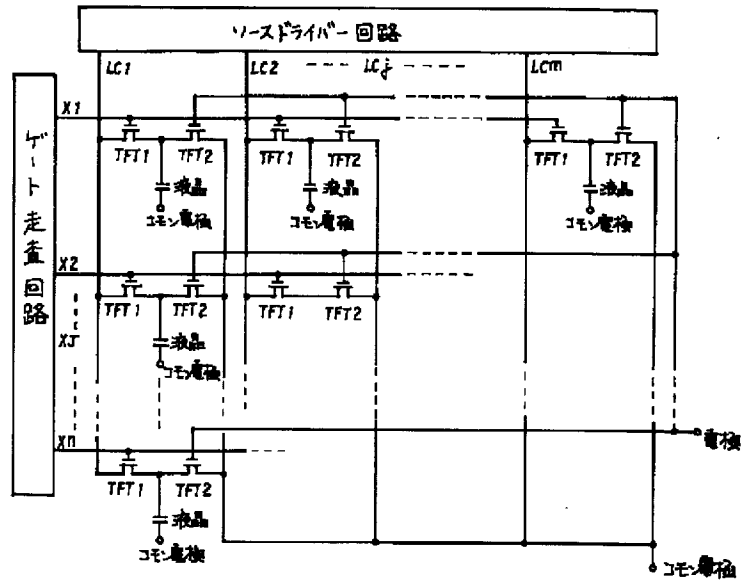 ソースドライバー回路
LC1 LC2 LCj LCm
ゲート走査回路
X1
TFT1 TFT2 TFT1 TFT2 TFT1 TFT2
液晶 液晶 液晶
コモン電極 コモン電極 コモン電極
X2
TFT1 TFT2 TFT1 TFT2
XJ
液晶
コモン電極
電極
Xn
TFT1 TFT2
液晶
コモン電極
コモン電極